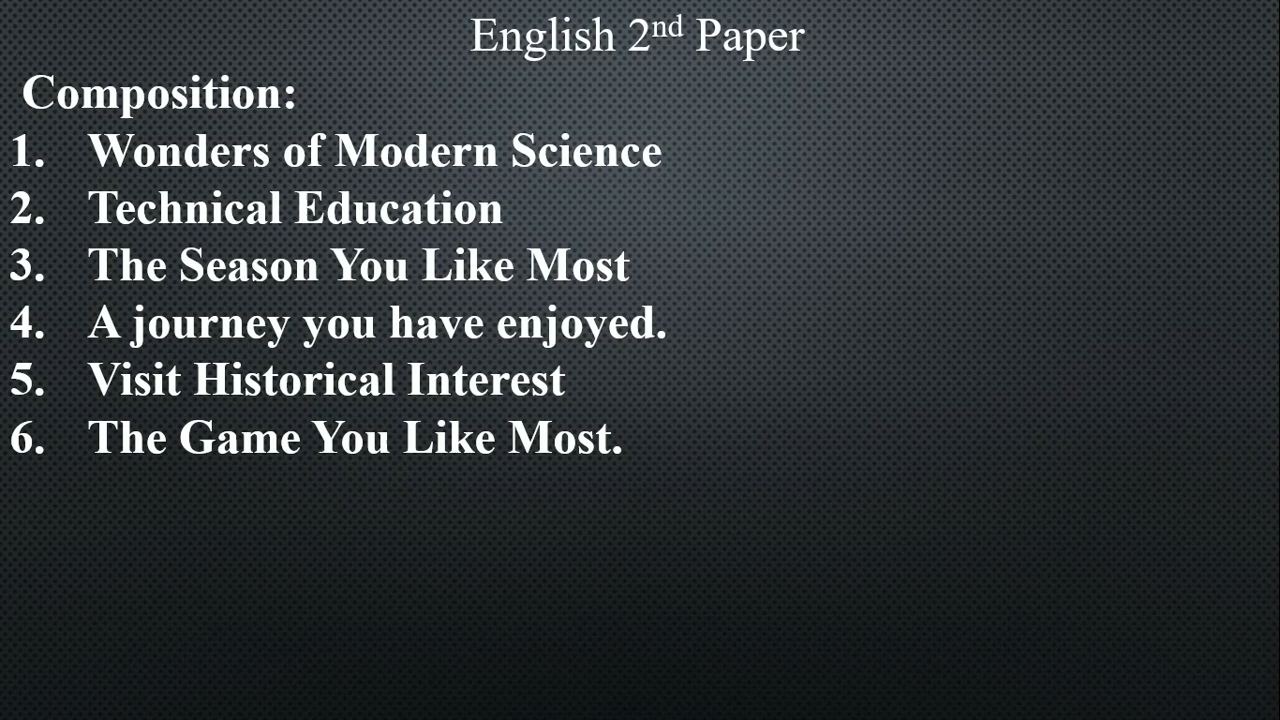 English 2nd Paper
Composition:
1. Wonders of Modern Science
2. Technical Education
3. The Season You Like Most
4. A journey you have enjoyed.
5. Visit Historical Interest
6. The Game You Like Most.